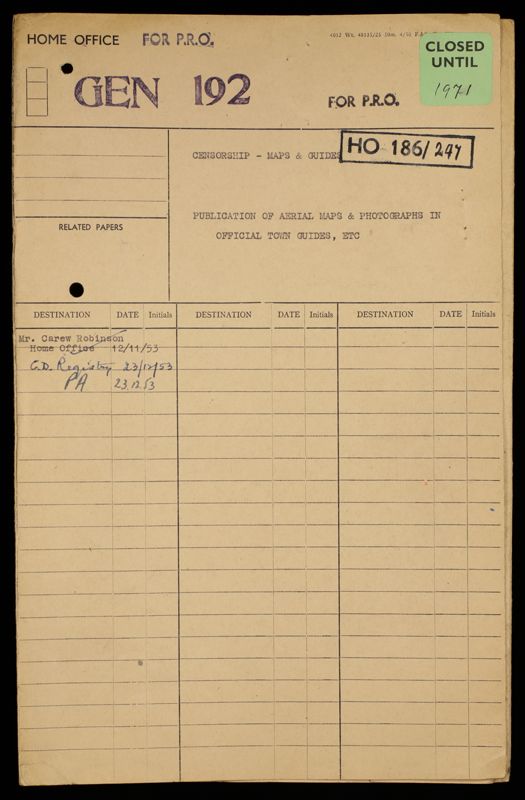 HOME OFFICE FOR P.R.O.
CLOSED
UNTIL
1971
GEN 192
FOR P.R.O.
HO 186/247
CENSORSHIP - MAPS & GUIDES
PUBLICATION OF AERIAL MAPS & PHOTOGRAPHS IN
OFFICIAL TOWN GUIDES, ETC
RELATED PAPERS
DESTINATION DATE Initials DESTINATION DATE Initials DESTINATION DATE Initials
Mr. Carew Robinson
Home Office 12/11/53
C.D. Registry 23/12/53
PA 23.12.53